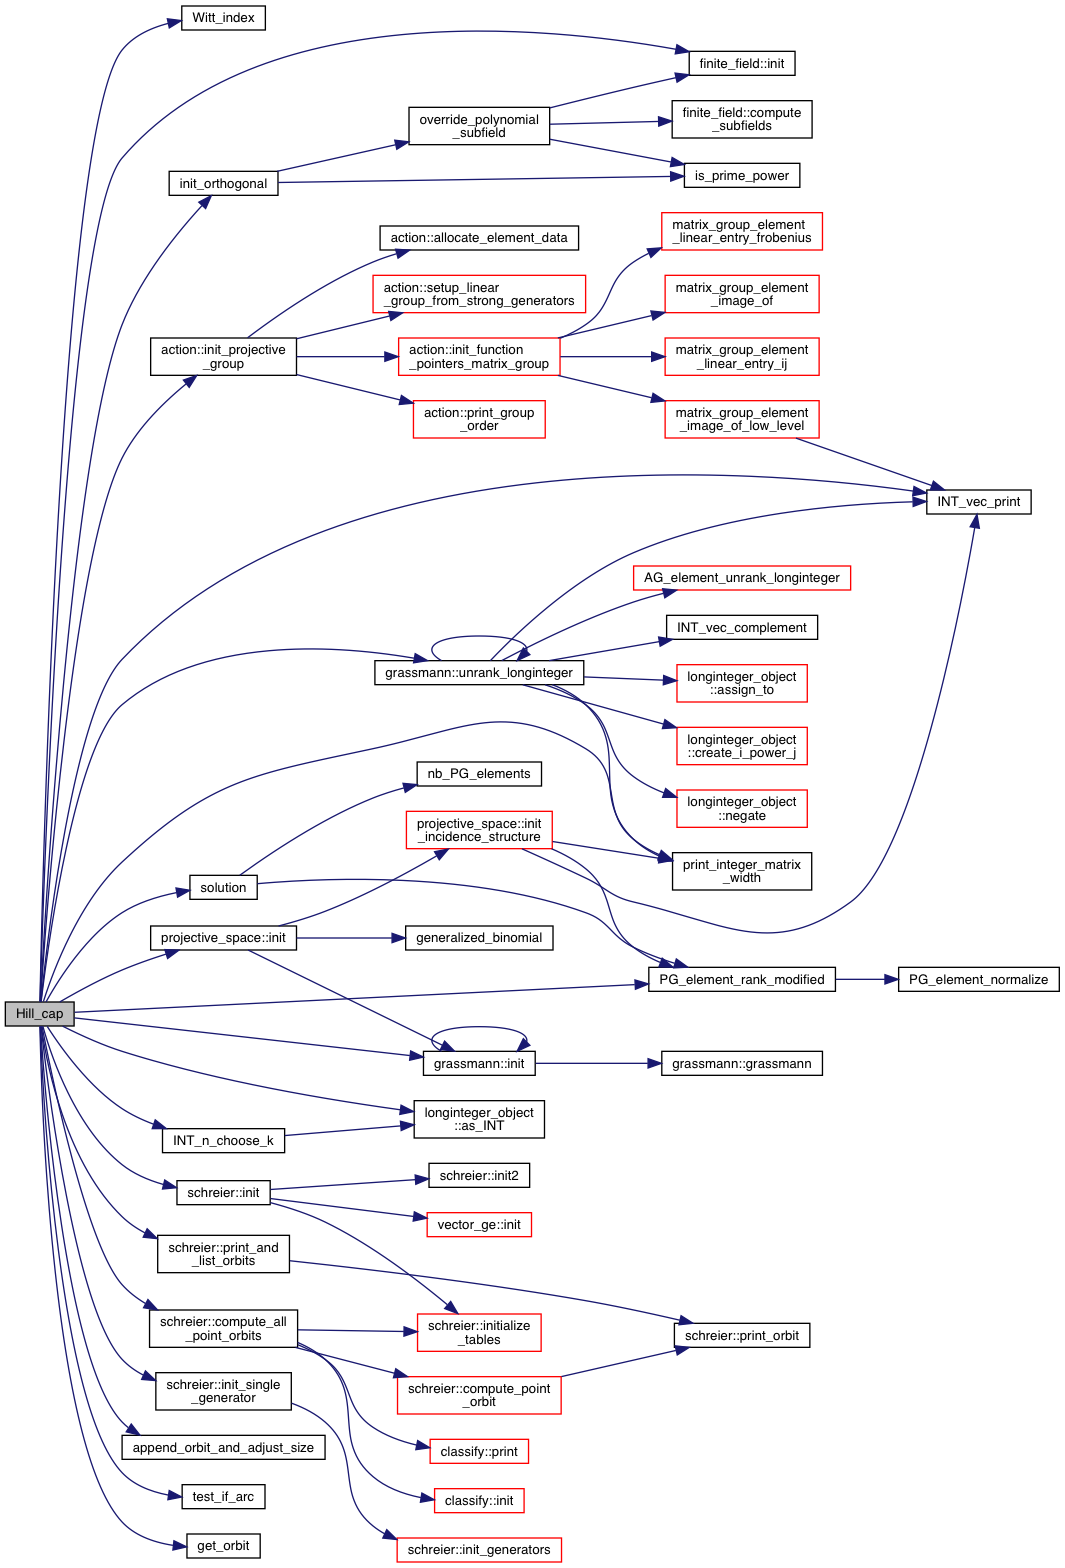 Witt_index
finite_field::init
override_polynomial
_subfield
finite_field::compute
_subfields
is_prime_power
init_orthogonal
matrix_group_element
_linear_entry_frobenius
action::allocate_element_data
action::setup_linear
_group_from_strong_generators
matrix_group_element
_image_of
action::init_projective
_group
action::init_function
_pointers_matrix_group
matrix_group_element
_linear_entry_ij
action::print_group
_order
matrix_group_element
_image_of_low_level
INT_vec_print
AG_element_unrank_longinteger
INT_vec_complement
grassmann::unrank_longinteger
longinteger_object
::assign_to
longinteger_object
::create_i_power_j
nb_PG_elements
longinteger_object
::negate
projective_space::init
_incidence_structure
print_integer_matrix
_width
solution
projective_space::init
generalized_binomial
PG_element_rank_modified
PG_element_normalize
Hill_cap
grassmann::init
grassmann::grassmann
longinteger_object
::as_INT
INT_n_choose_k
schreier::init2
schreier::init
vector_ge::init
schreier::print_and
_list_orbits
schreier::compute_all
_point_orbits
schreier::initialize
_tables
schreier::print_orbit
schreier::init_single
_generator
schreier::compute_point
_orbit
append_orbit_and_adjust_size
classify::print
test_if_arc
classify::init
get_orbit
schreier::init_generators